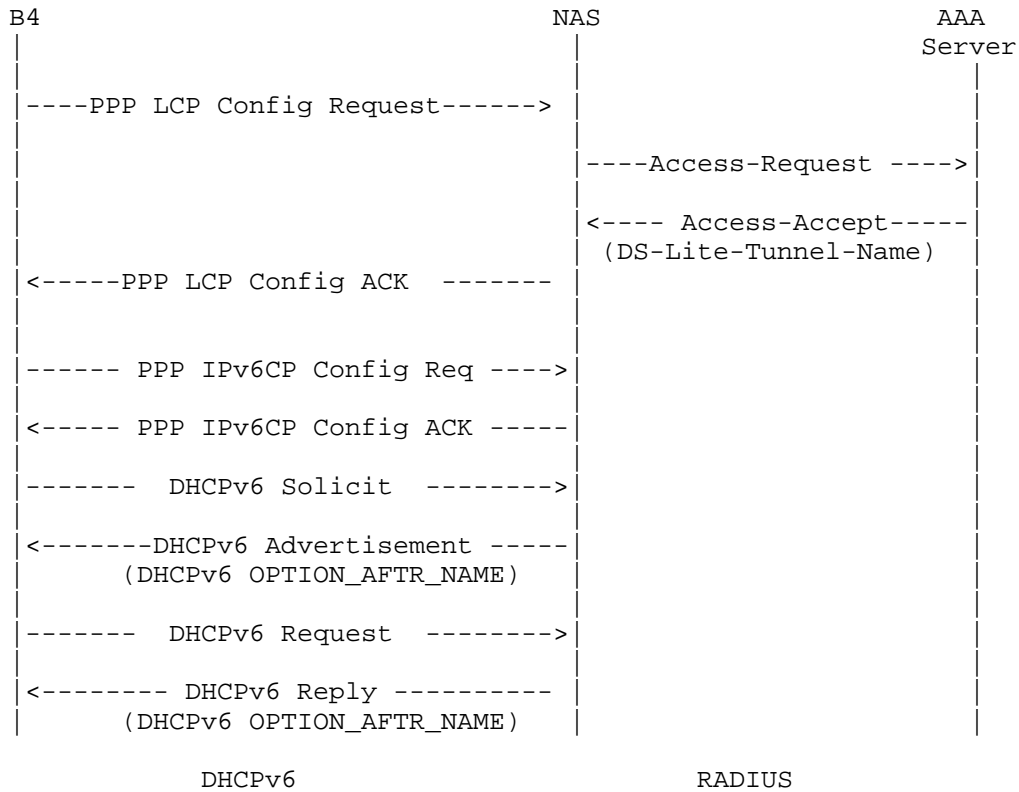 B4 NAS AAA
Server
----PPP LCP Config Request------>
----Access-Request ---->
<---- Access-Accept-----
(DS-Lite-Tunnel-Name)
<-----PPP LCP Config ACK -------
------ PPP IPv6CP Config Req ---->
<----- PPP IPv6CP Config ACK -----
------- DHCPv6 Solicit -------->
<-------DHCPv6 Advertisement -----
(DHCPv6 OPTION_AFTR_NAME)
------- DHCPv6 Request -------->
<-------- DHCPv6 Reply ----------
(DHCPv6 OPTION_AFTR_NAME)
DHCPv6 RADIUS